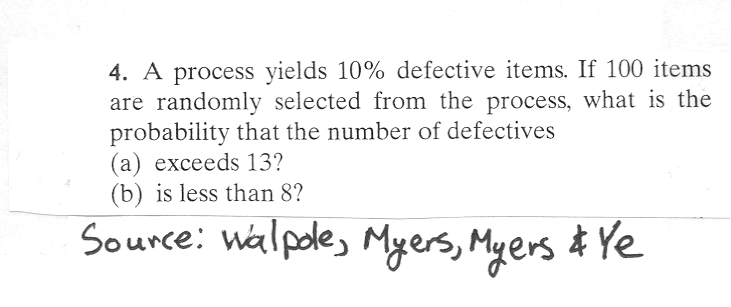 4. A process yields 10% defective items. If 100 items
are randomly selected from the process, what is the
probability that the number of defectives
(a) exceeds 13?
(b) is less than 8?
Source: Walpole, Myers, Myers & Ye